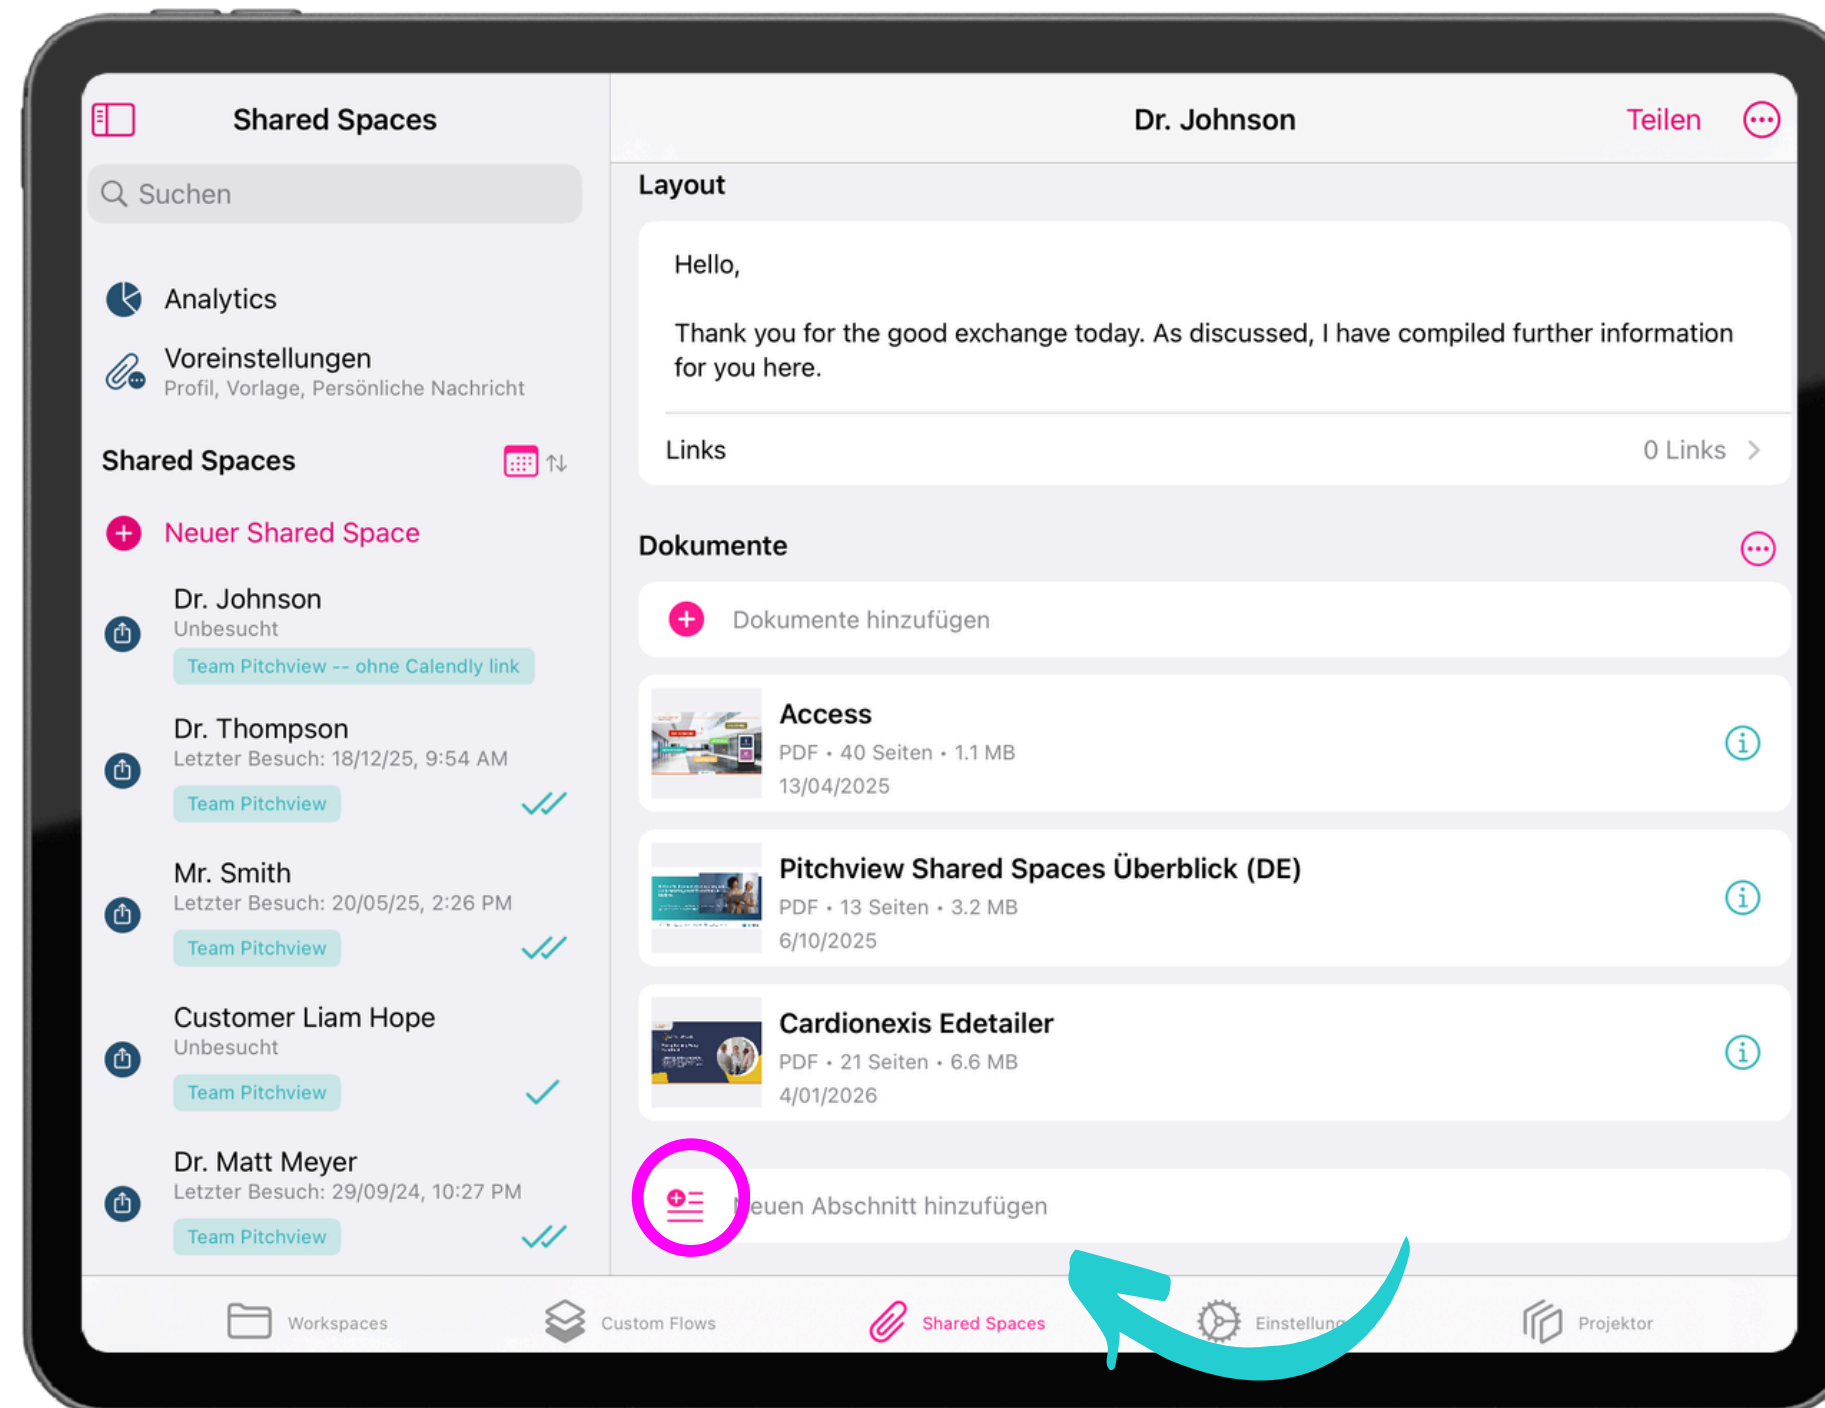 Shared Spaces
Suchen
Analytics
Voreinstellungen
Profil, Vorlage, Persönliche Nachricht
Shared Spaces
Neuer Shared Space
Dr. Johnson
Unbesucht
Team Pitchview -- ohne Calendly link
Dr. Thompson
Letzter Besuch: 18/12/25, 9:54 AM
Team Pitchview
Mr. Smith
Letzter Besuch: 20/05/25, 2:26 PM
Team Pitchview
Customer Liam Hope
Unbesucht
Team Pitchview
Dr. Matt Meyer
Letzter Besuch: 29/09/24, 10:27 PM
Team Pitchview
Dr. Johnson
Teilen
Layout
Hello,
Thank you for the good exchange today. As discussed, I have compiled further information
for you here.
Links 0 Links
Dokumente
Dokumente hinzufügen
Access
PDF • 40 Seiten • 1.1 MB
13/04/2025
Pitchview Shared Spaces Überblick (DE)
PDF • 13 Seiten • 3.2 MB
6/10/2025
Cardionexis Edetailer
PDF • 21 Seiten • 6.6 MB
4/01/2026
Neuen Abschnitt hinzufügen
Workspaces
Custom Flows
Shared Spaces
Einstellung
Projektor